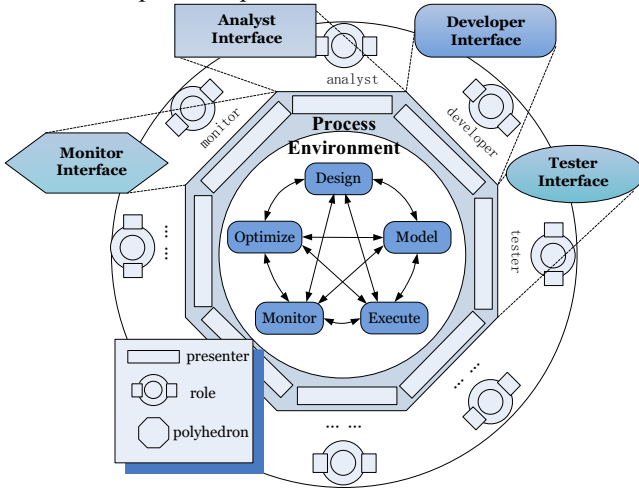 Analyst
Interface
Developer
Interface
analyst
monitor
developer
Process
Environment
Monitor
Interface
Tester
Interface
Design
Optimize
Model
tester
... ...
Monitor
Execute
presenter
role
polyhedron
... ...
... ...